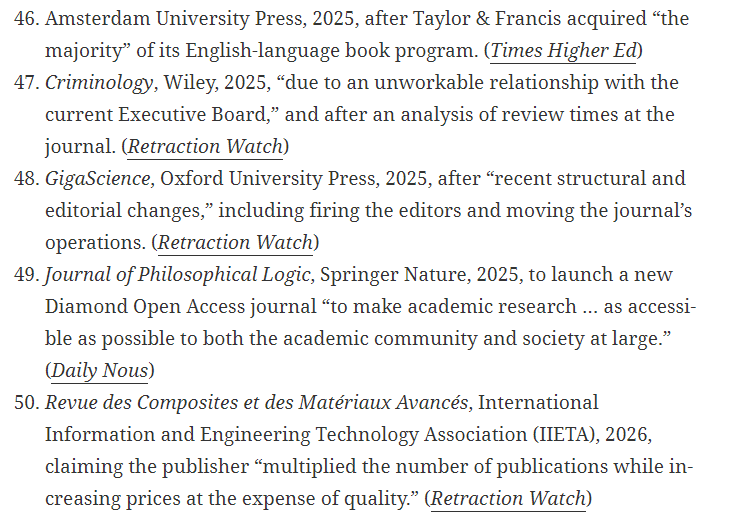 46. Amsterdam University Press, 2025, after Taylor & Francis acquired “the
majority” of its English-language book program. (Times Higher Ed)
47. Criminology, Wiley, 2025, “due to an unworkable relationship with the
current Executive Board,” and after an analysis of review times at the
journal. (Retraction Watch)
48. GigaScience, Oxford University Press, 2025, after “recent structural and
editorial changes,” including firing the editors and moving the journal’s
operations. (Retraction Watch)
49. Journal of Philosophical Logic, Springer Nature, 2025, to launch a new
Diamond Open Access journal “to make academic research … as accessi-
ble as possible to both the academic community and society at large.”
(Daily Nous)
50. Revue des Composites et des Matériaux Avancés, International
Information and Engineering Technology Association (IIETA), 2026,
claiming the publisher “multiplied the number of publications while in-
creasing prices at the expense of quality.” (Retraction Watch)